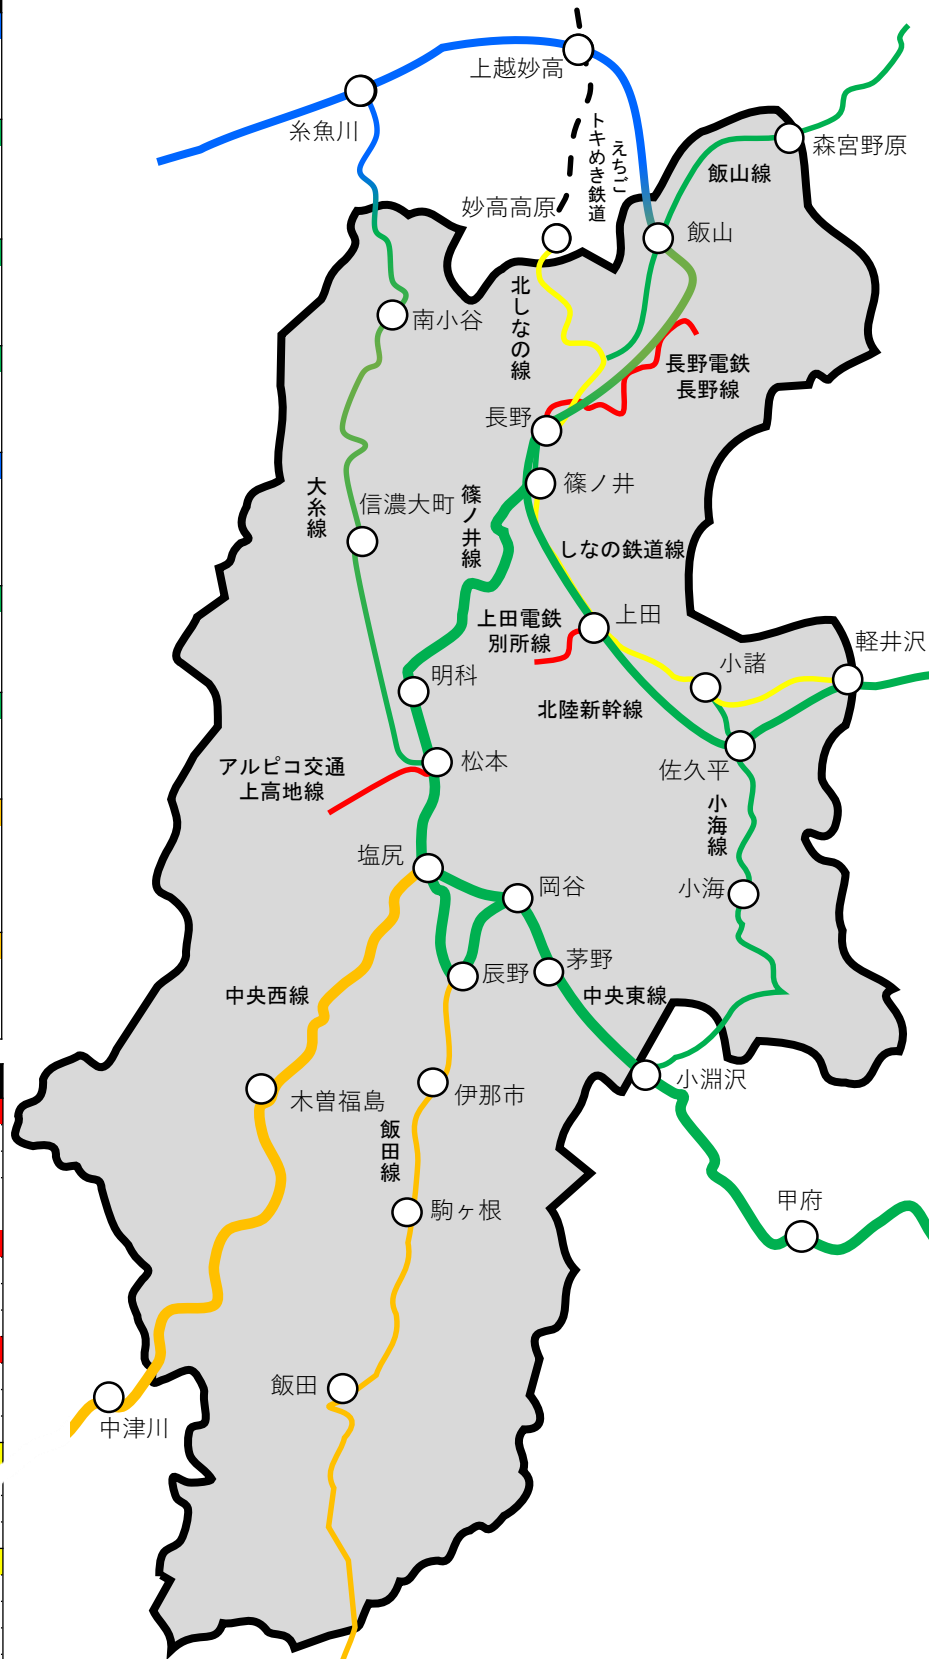 上越妙高
糸魚川
えちご
トキめき鉄道
森宮野原
飯山線
妙高高原
飯山
北しなの線
南小谷
長野電鉄
長野線
長野
篠ノ井
大糸線
信濃大町
篠ノ井線
しなの鉄道線
上田電鉄
別所線
上田
軽井沢
小諸
明科
北陸新幹線
松本
佐久平
アルピコ交通
上高地線
小海線
塩尻
岡谷
小海
辰野
茅野
中央西線
中央東線
小淵沢
木曽福島
伊那市
飯田線
駒ヶ根
甲府
飯田
中津川